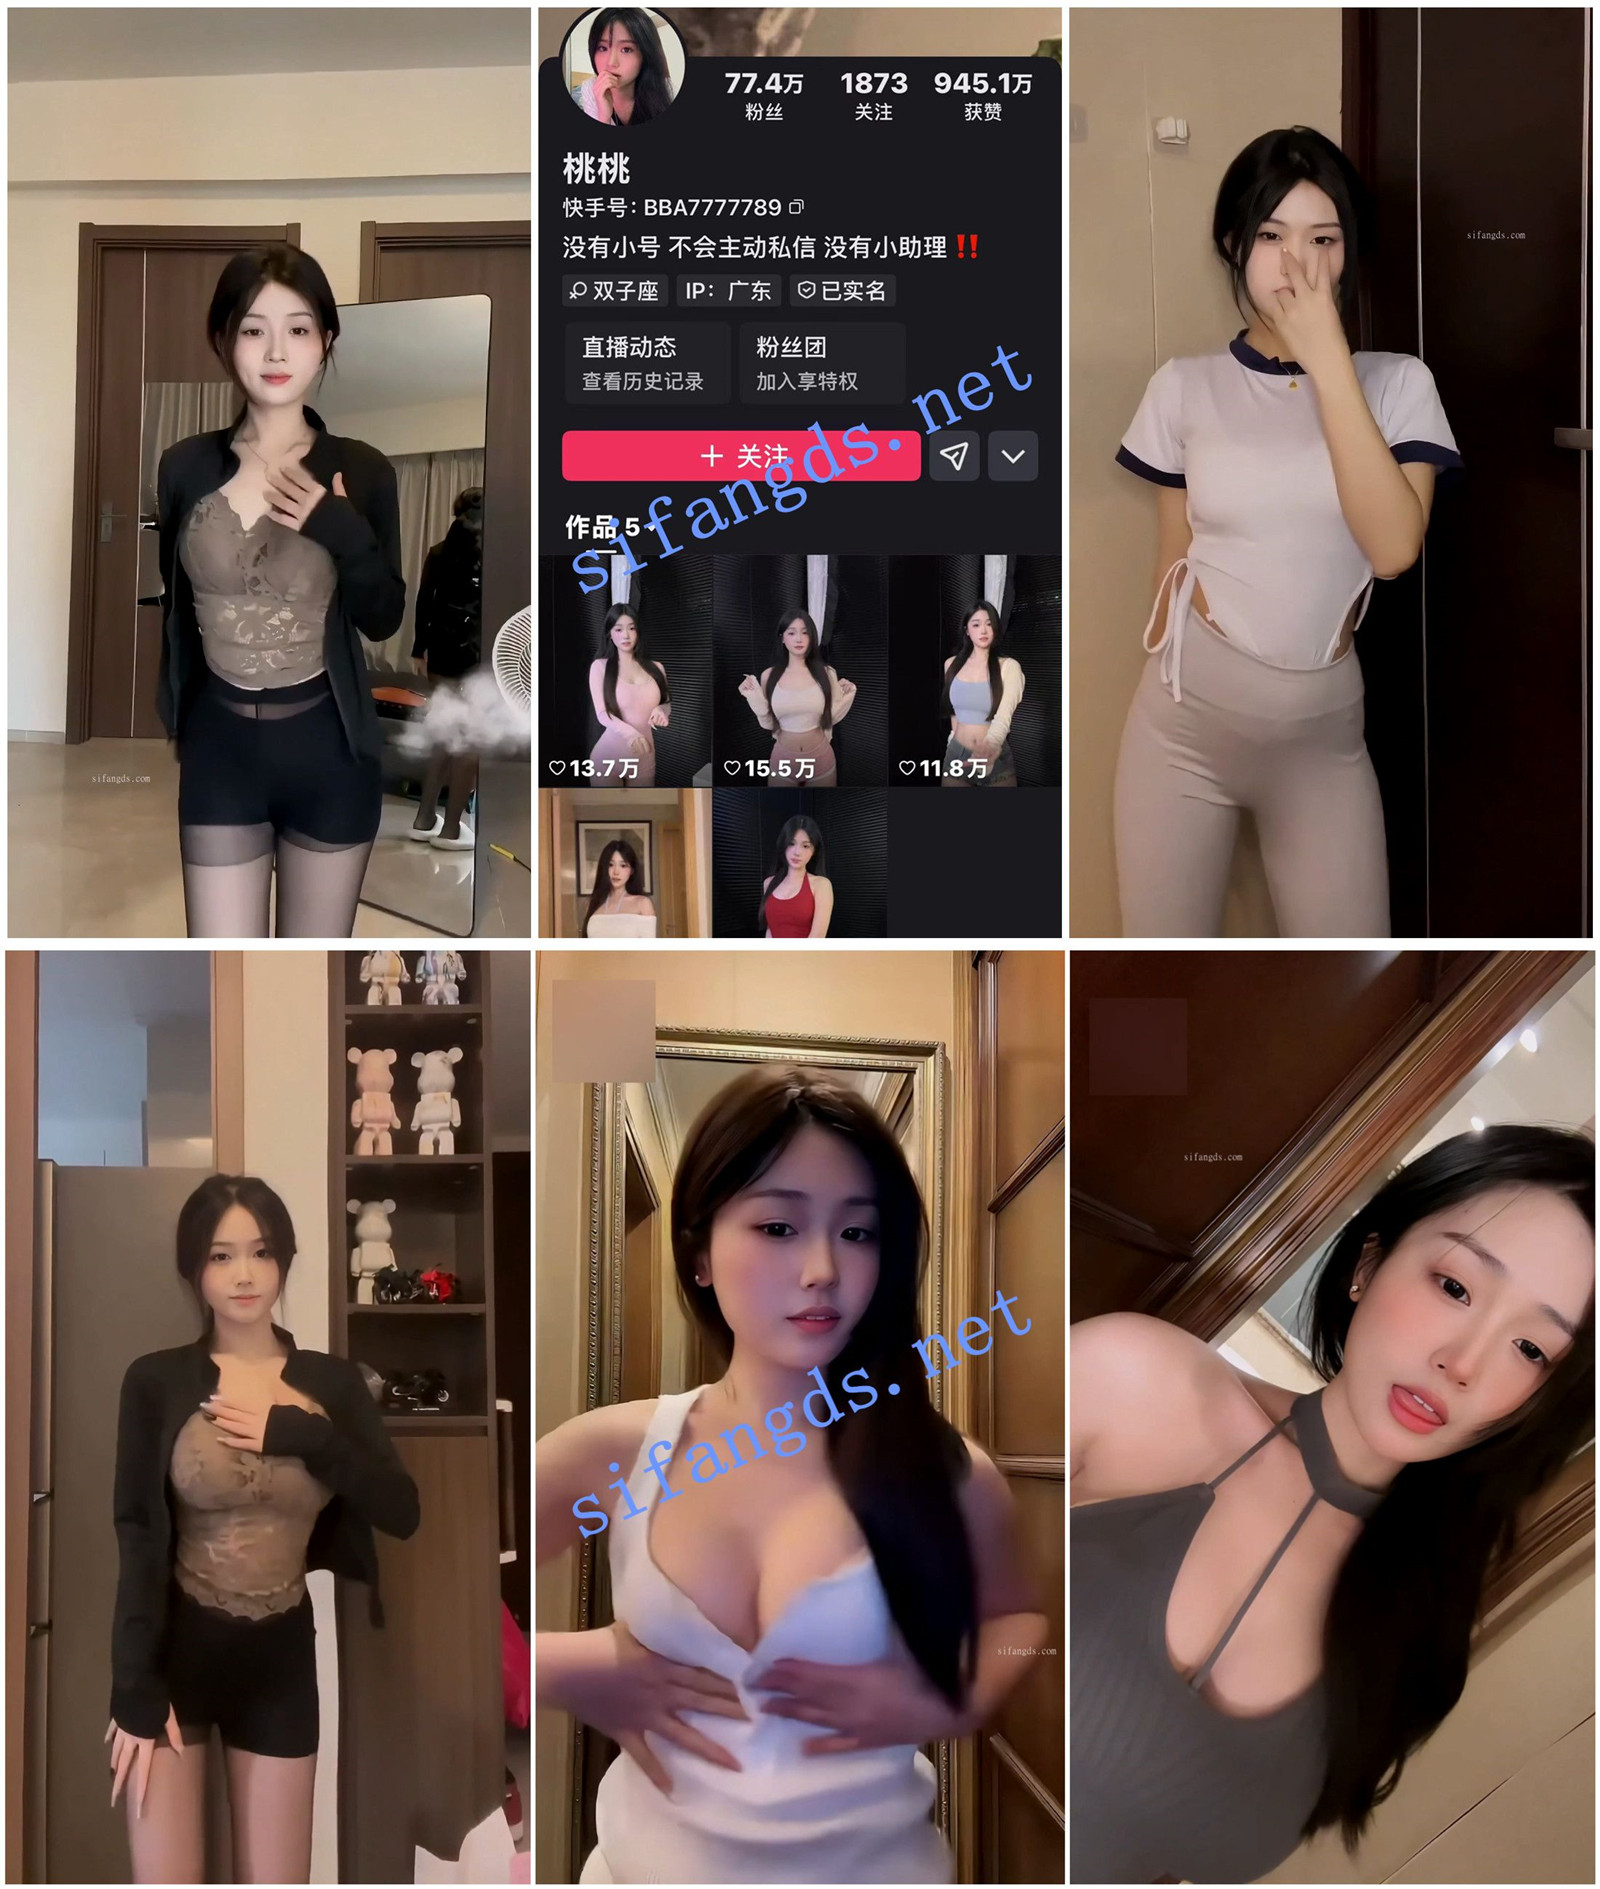 77.4万 1873 945.1万
粉丝 关注 获赞
桃桃
快手号: BBA7777789
没有小号 不会主动私信 没有小助理 ‼️
双子座 IP: 广东 已实名
直播动态 粉丝团
查看历史记录 加入享特权
+ 关注
作品 5
sifangds.net
13.7万 15.5万 11.8万
sifangds.com
sifangds.com
sifangds.net
sifangds.com
sifangds.com